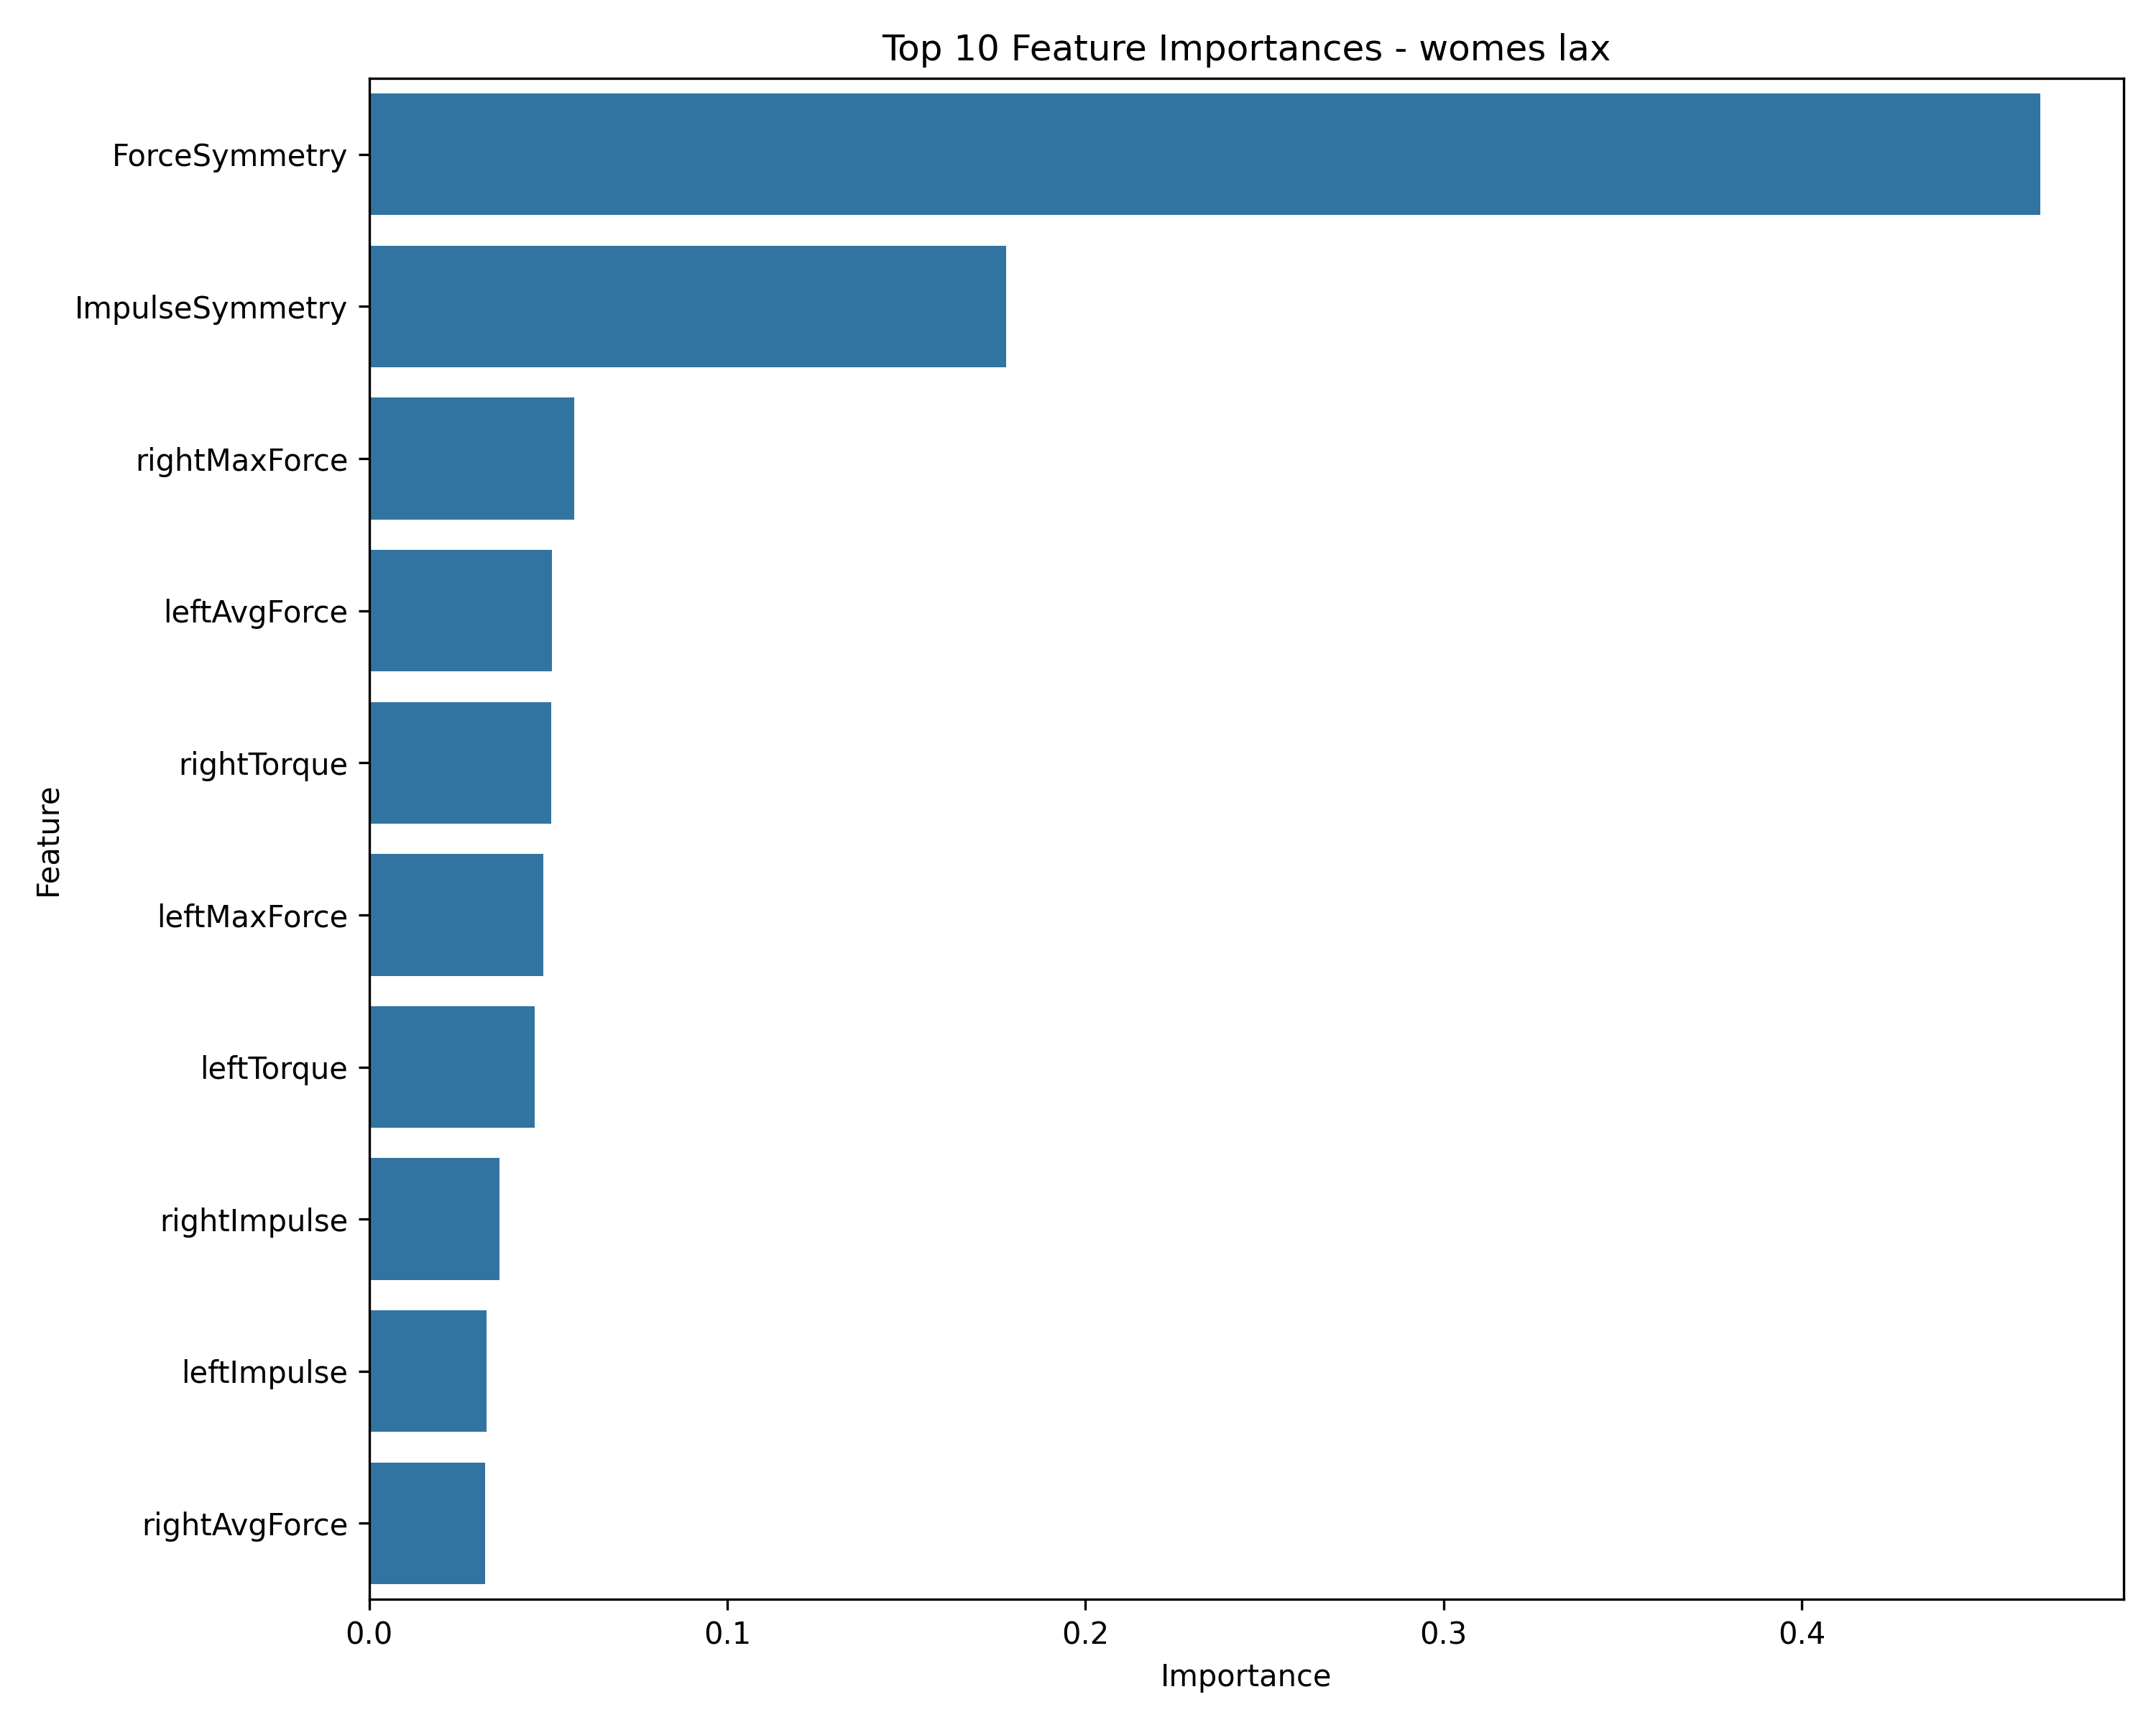 Top 10 Feature Importances - womes lax
ForceSymmetry
ImpulseSymmetry
rightMaxForce
leftAvgForce
rightTorque
leftMaxForce
leftTorque
rightImpulse
leftImpulse
rightAvgForce
Feature
0.0 0.1 0.2 0.3 0.4
Importance